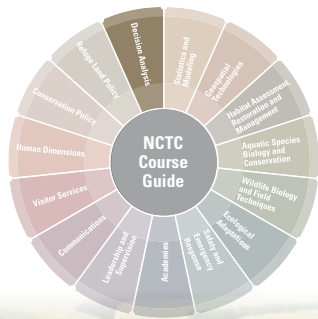 NCTC
Course
Guide
Decision Analysis
Statistics and
Modeling
Geospatial
Technologies
Habitat Assessment,
Restoration and
Management
Aquatic Species
Biology and
Conservation
Wildlife Biology
and Field
Techniques
Ecological
Adaptations
Safety and
Emergency
Response
Academies
Leadership and
Supervision
Communications
Visitor Services
Human Dimensions
Conservation Policy
Refuge Land Policy